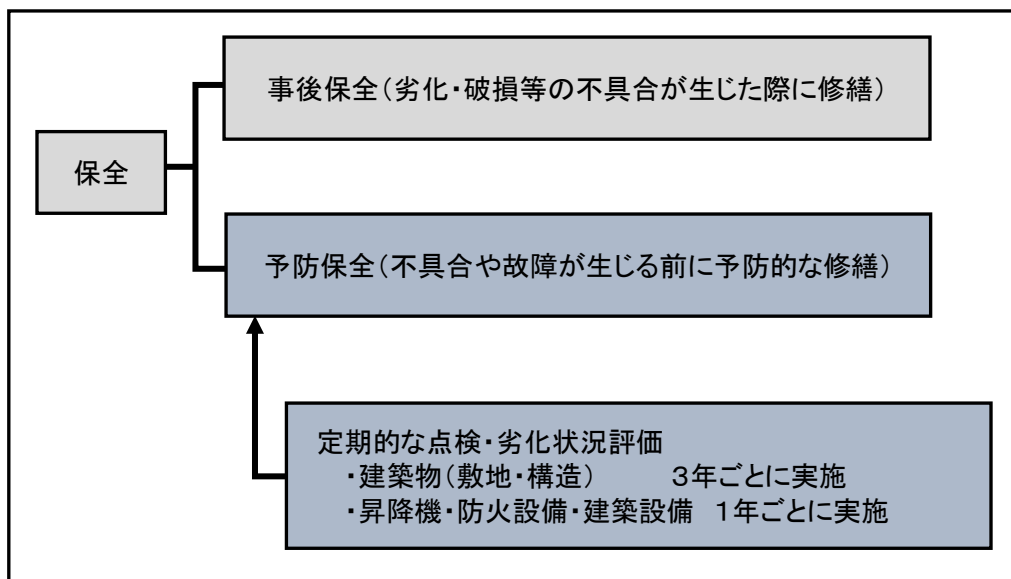 事後保全(劣化・破損等の不具合が生じた際に修繕)
保全
予防保全(不具合や故障が生じる前に予防的な修繕)
定期的な点検・劣化状況評価
・建築物(敷地・構造) 3年ごとに実施
・昇降機・防火設備・建築設備 1年ごとに実施